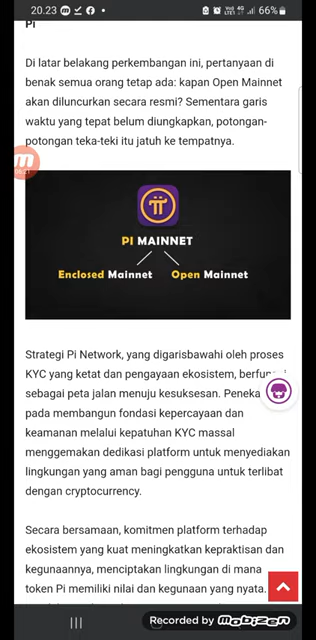 20.23
Vo)) 4G
LTE1
66%
Pi
Di latar belakang perkembangan ini, pertanyaan di
benak semua orang tetap ada: kapan Open Mainnet
akan diluncurkan secara resmi? Sementara garis
waktu yang tepat belum diungkapkan, potongan-
potongan teka-teki itu jatuh ke tempatnya.
08:21
PI MAINNET
Enclosed Mainnet Open Mainnet
Strategi Pi Network, yang digarisbawahi oleh proses
KYC yang ketat dan pengayaan ekosistem,
sebagai peta jalan menuju kesuksesan.
pada membangun fondasi kepercayaan dan
keamanan melalui kepatuhan KYC massal
menggemakan dedikasi platform untuk menyediakan
lingkungan yang aman bagi pengguna untuk terlibat
dengan cryptocurrency.
Secara bersamaan, komitmen platform terhadap
ekosistem yang kuat meningkatkan kepraktisan dan
kegunaannya, menciptakan lingkungan di mana
token Pi memiliki nilai dan kegunaan yang nyata.
Recorded by mobizen